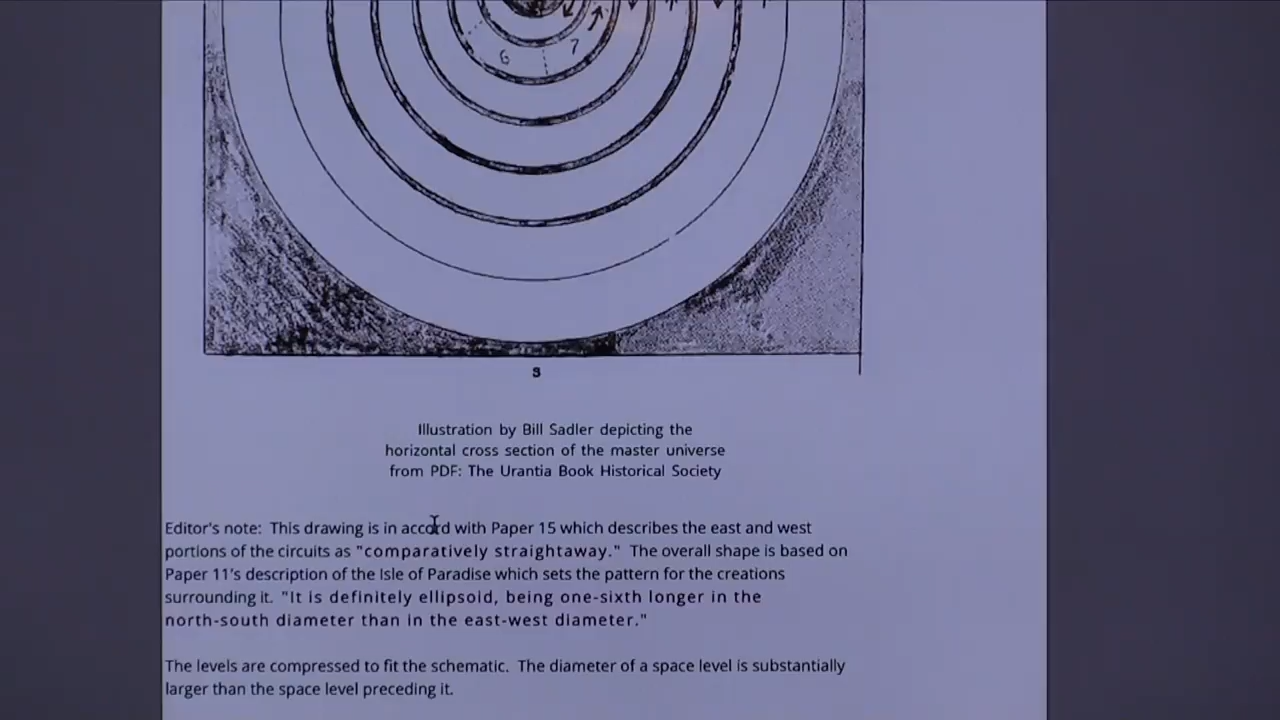 6
7
S
Illustration by Bill Sadler depicting the
horizontal cross section of the master universe
from PDF: The Urantia Book Historical Society
Editor's note: This drawing is in accord with Paper 15 which describes the east and west
portions of the circuits as "comparatively straightaway." The overall shape is based on
Paper 11's description of the Isle of Paradise which sets the pattern for the creations
surrounding it. "It is definitely ellipsoid, being one-sixth longer in the
north-south diameter than in the east-west diameter."
The levels are compressed to fit the schematic. The diameter of a space level is substantially
larger than the space level preceding it.